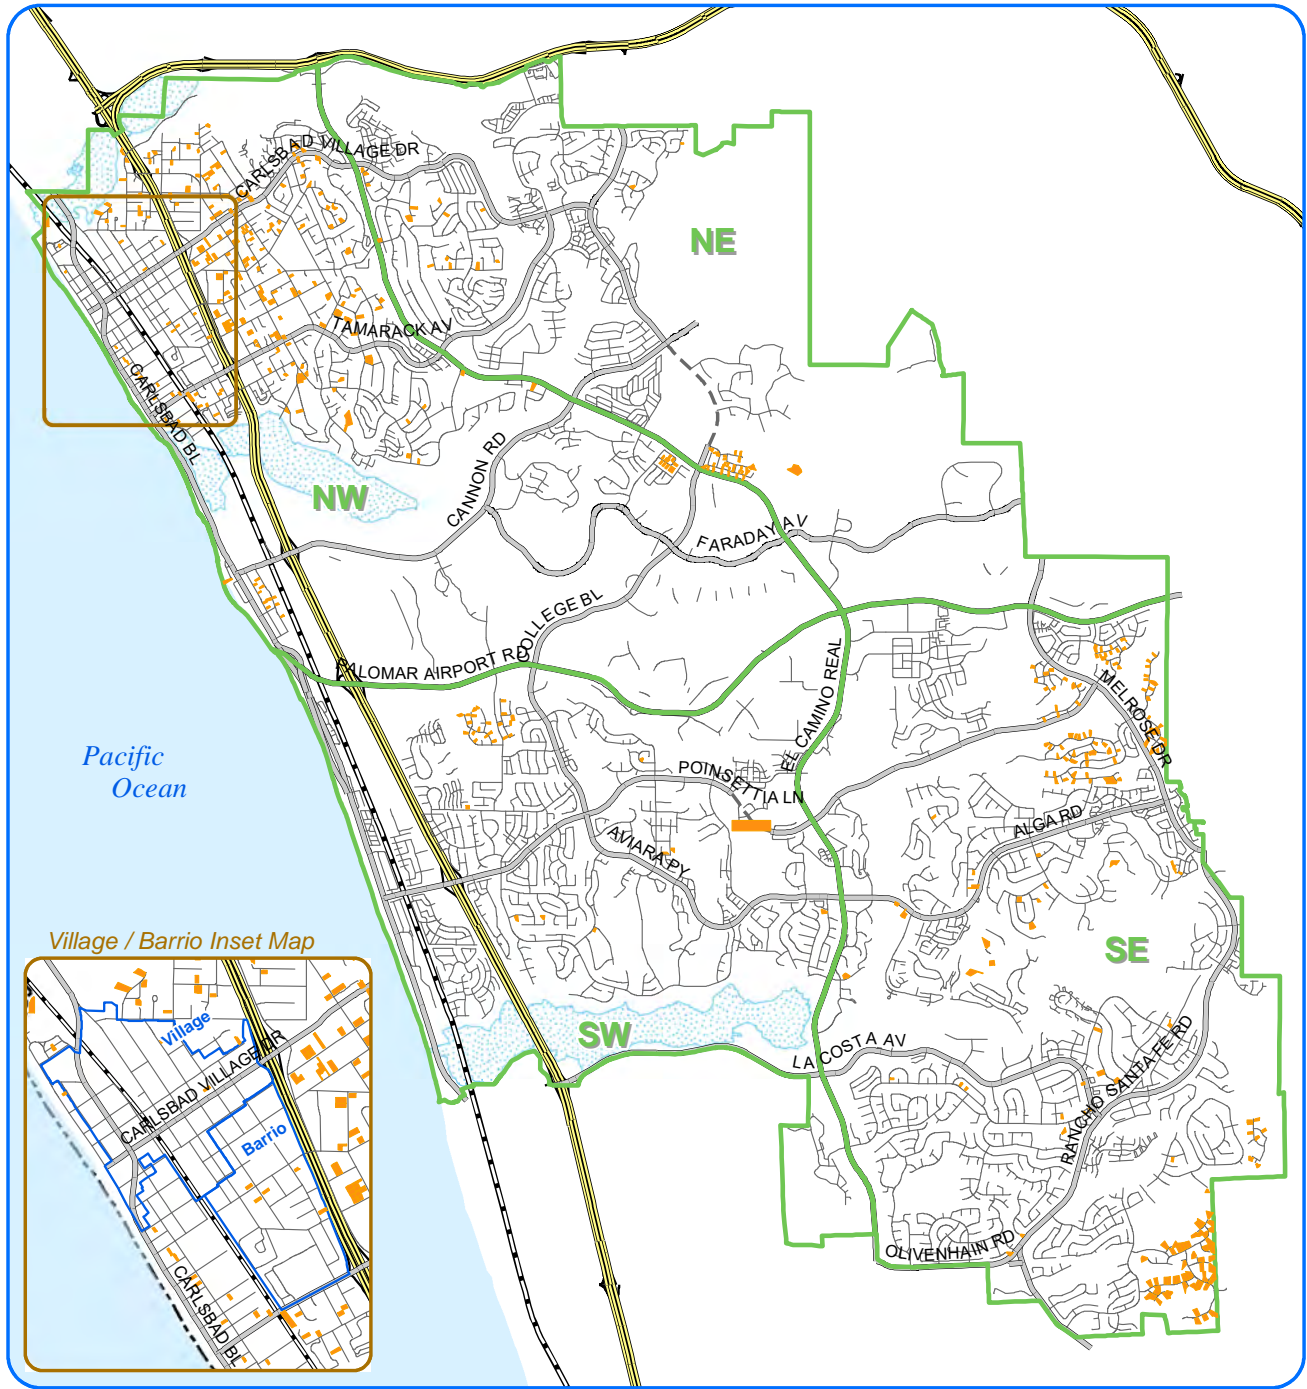 CARLSBAD VILLAGE DR
NE
TAMARACK AV
CARLSBAD BL
NW
CANNON RD
FARADAY AV
COLLEGE BL
PALOMAR AIRPORT RD
EL CAMINO REAL
MELROSE DR
Pacific
Ocean
POINSETTIA LN
ALGA RD
AVIARA PY
SE
Village / Barrio Inset Map
SW
LA COSTA AV
RANCHO SANTA FE RD
OLIVENHAIN RD
Village
CARLSBAD VILLAGE DR
Barrio
CARLSBAD BL